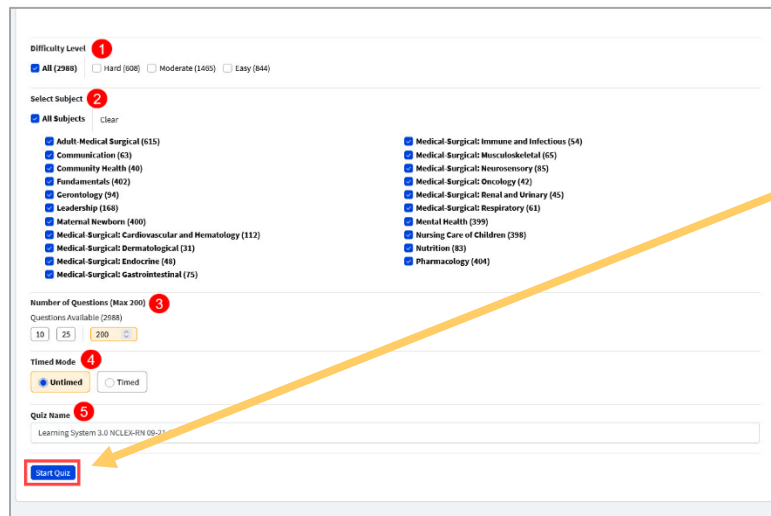 Difficulty Level 1
All (2988) Hard (608) Moderate (1465) Easy (844)
Select Subject 2
All Subjects Clear
Adult-Medical Surgical (615)
Communication (63)
Community Health (40)
Fundamentals (402)
Gerontology (94)
Leadership (168)
Maternal Newborn (400)
Medical-Surgical: Cardiovascular and Hematology (112)
Medical-Surgical: Dermatological (31)
Medical-Surgical: Endocrine (48)
Medical-Surgical: Gastrointestinal (75)
Medical-Surgical: Immune and Infectious (54)
Medical-Surgical: Musculoskeletal (65)
Medical-Surgical: Neurosensory (85)
Medical-Surgical: Oncology (42)
Medical-Surgical: Renal and Urinary (45)
Medical-Surgical: Respiratory (61)
Mental Health (399)
Nursing Care of Children (398)
Nutrition (83)
Pharmacology (404)
Number of Questions (Max 200) 3
Questions Available (2988)
10 25 200
Timed Mode 4
Untimed Timed
Quiz Name 5
Learning System 3.0 NCLEX-RN 09-21
Start Quiz